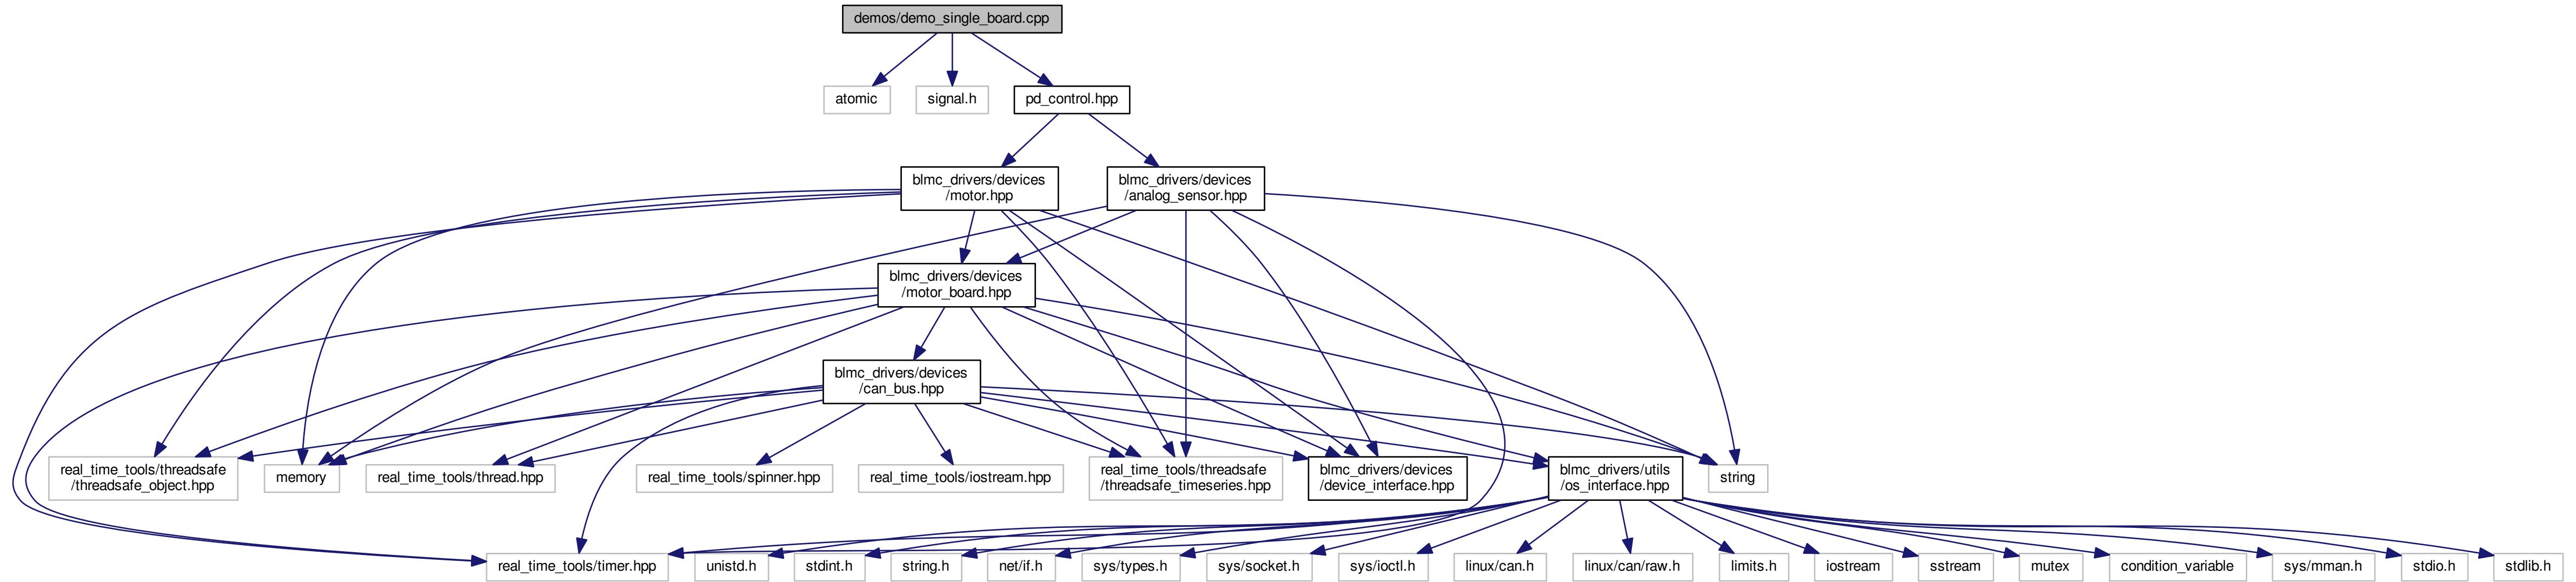 demos/demo_single_board.cpp
atomic
signal.h
pd_control.hpp
blmc_drivers/devices
/motor.hpp
blmc_drivers/devices
/analog_sensor.hpp
blmc_drivers/devices
/motor_board.hpp
blmc_drivers/devices
/can_bus.hpp
real_time_tools/threadsafe
/threadsafe_object.hpp
memory
real_time_tools/thread.hpp
real_time_tools/spinner.hpp
real_time_tools/iostream.hpp
real_time_tools/threadsafe
/threadsafe_timeseries.hpp
blmc_drivers/devices
/device_interface.hpp
blmc_drivers/utils
/os_interface.hpp
string
real_time_tools/timer.hpp
unistd.h
stdint.h
string.h
net/if.h
sys/types.h
sys/socket.h
sys/ioctl.h
linux/can.h
linux/can/raw.h
limits.h
iostream
sstream
mutex
condition_variable
sys/mman.h
stdio.h
stdlib.h